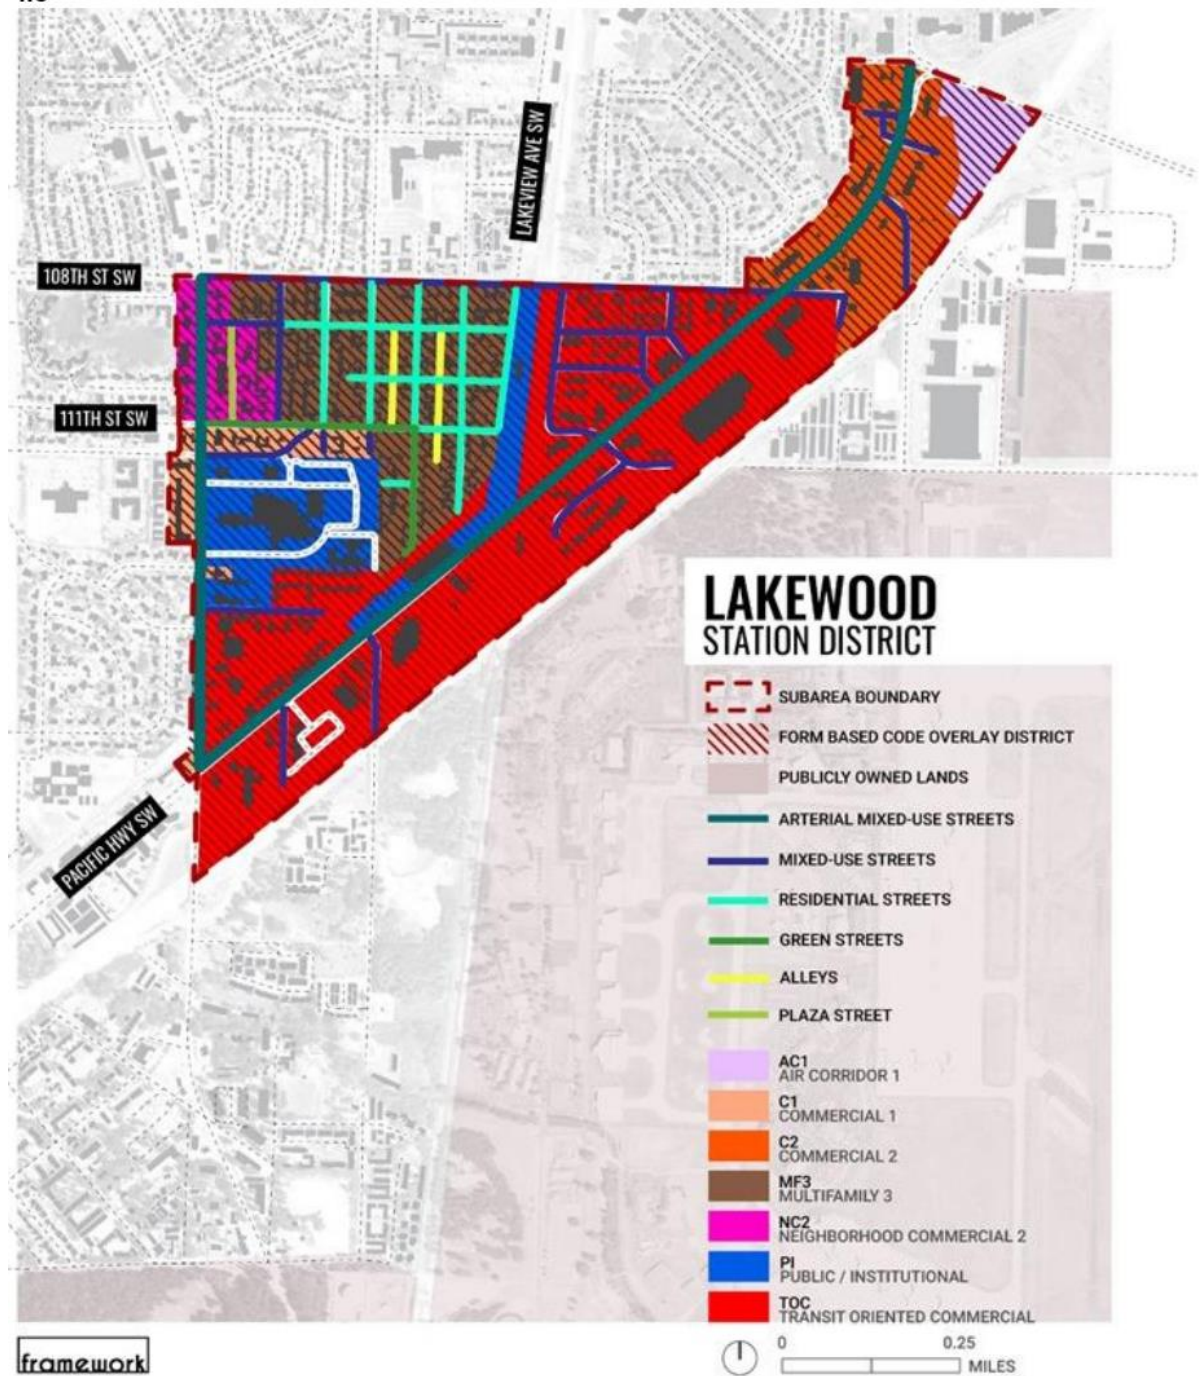 LAKEVIEW AVE SW
108TH ST SW
111TH ST SW
PACIFIC HWY SW
LAKEWOOD
STATION DISTRICT
SUBAREA BOUNDARY
FORM BASED CODE OVERLAY DISTRICT
PUBLICLY OWNED LANDS
ARTERIAL MIXED-USE STREETS
MIXED-USE STREETS
RESIDENTIAL STREETS
GREEN STREETS
ALLEYS
PLAZA STREET
AC1
AIR CORRIDOR 1
C1
COMMERCIAL 1
C2
COMMERCIAL 2
MF3
MULTIFAMILY 3
NC2
NEIGHBORHOOD COMMERCIAL 2
PI
PUBLIC / INSTITUTIONAL
TOC
TRANSIT ORIENTED COMMERCIAL
framework
0 0.25
MILES